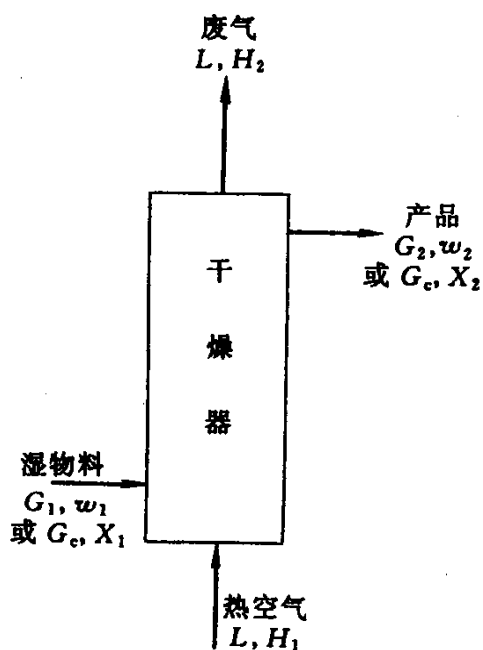 废气
L, H₂
产品
G₂, w₂
或 G꜀, X₂
干
燥
器
湿物料
G₁, w₁
或 G꜀, X₁
热空气
L, H₁